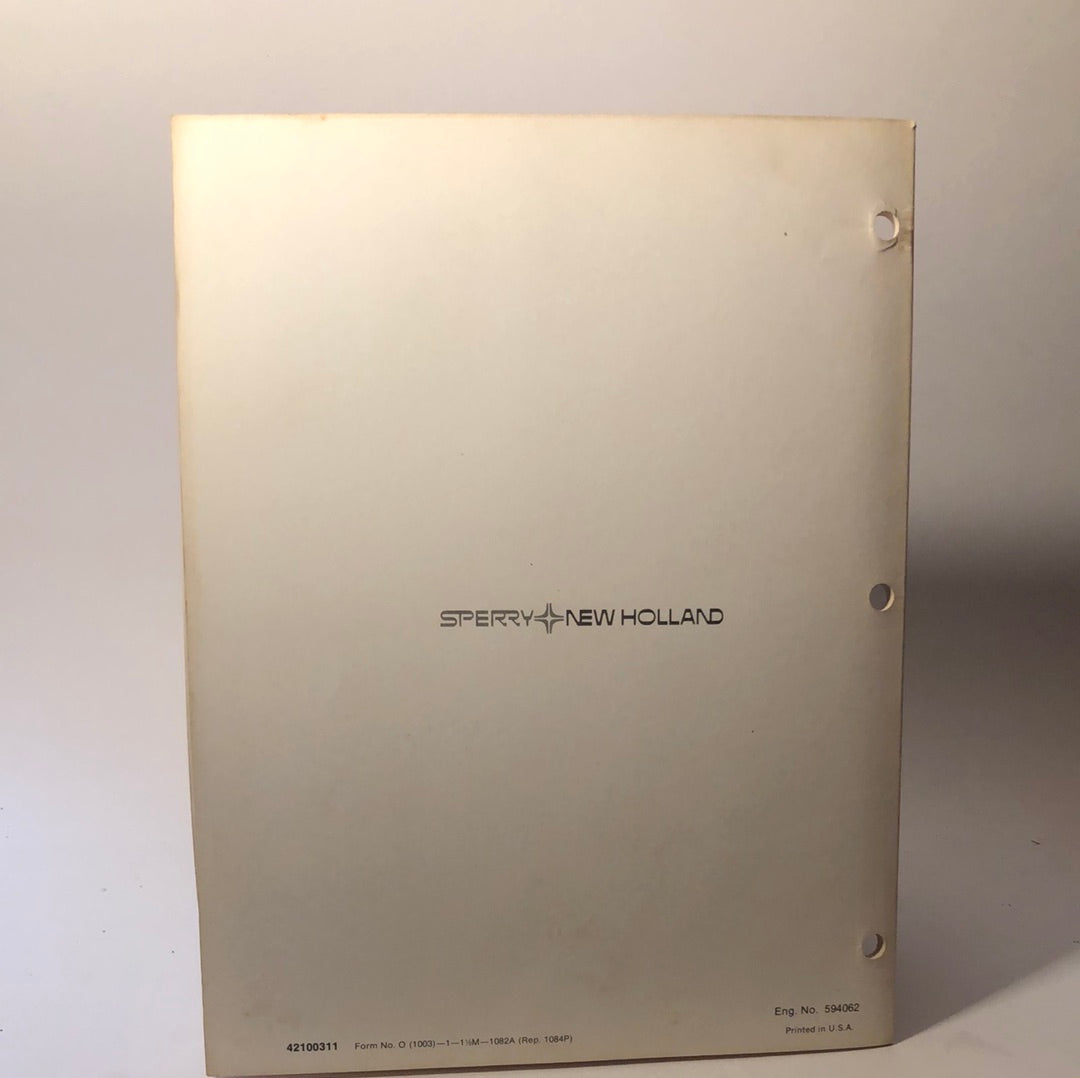 SPERRY NEW HOLLAND
Eng. No. 594062
Printed in U.S.A.
42100311 Form No. O (1003)—1—1½M—1082A (Rep. 1084P)